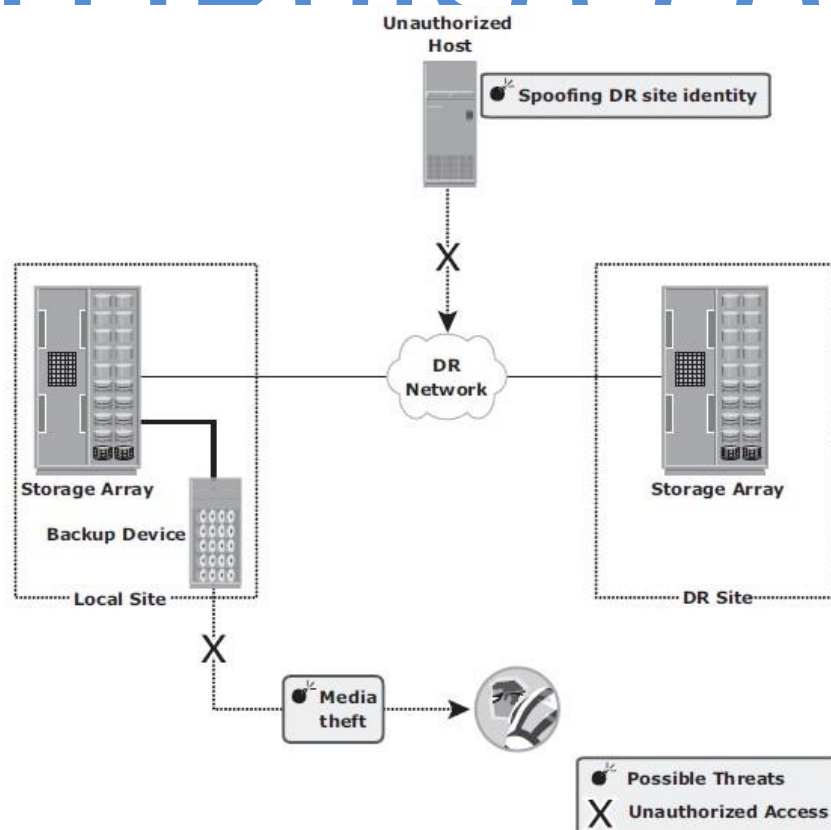 Unauthorized
Host
Spoofing DR site identity
DR
Network
Storage Array
Storage Array
Backup Device
Local Site
DR Site
Media
theft
Possible Threats
Unauthorized Access